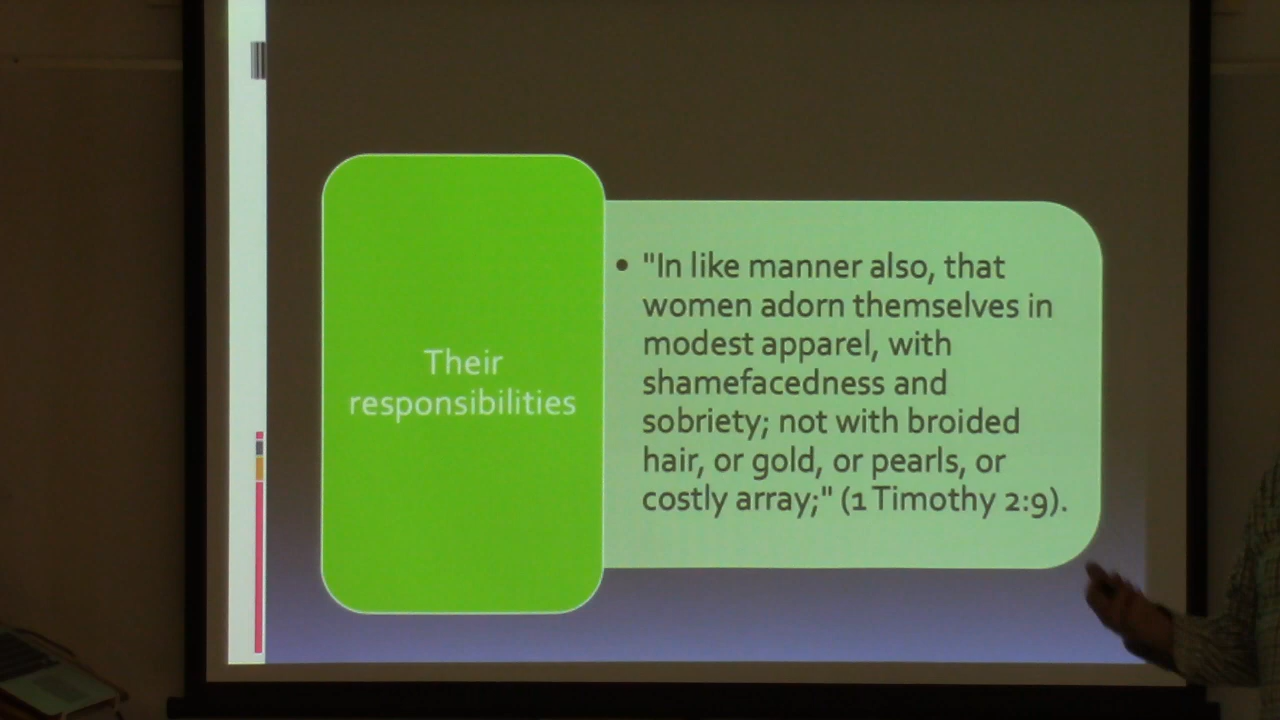 Their
responsibilities
• "In like manner also, that
women adorn themselves in
modest apparel, with
shamefacedness and
sobriety; not with broided
hair, or gold, or pearls, or
costly array;" (1 Timothy 2:9).